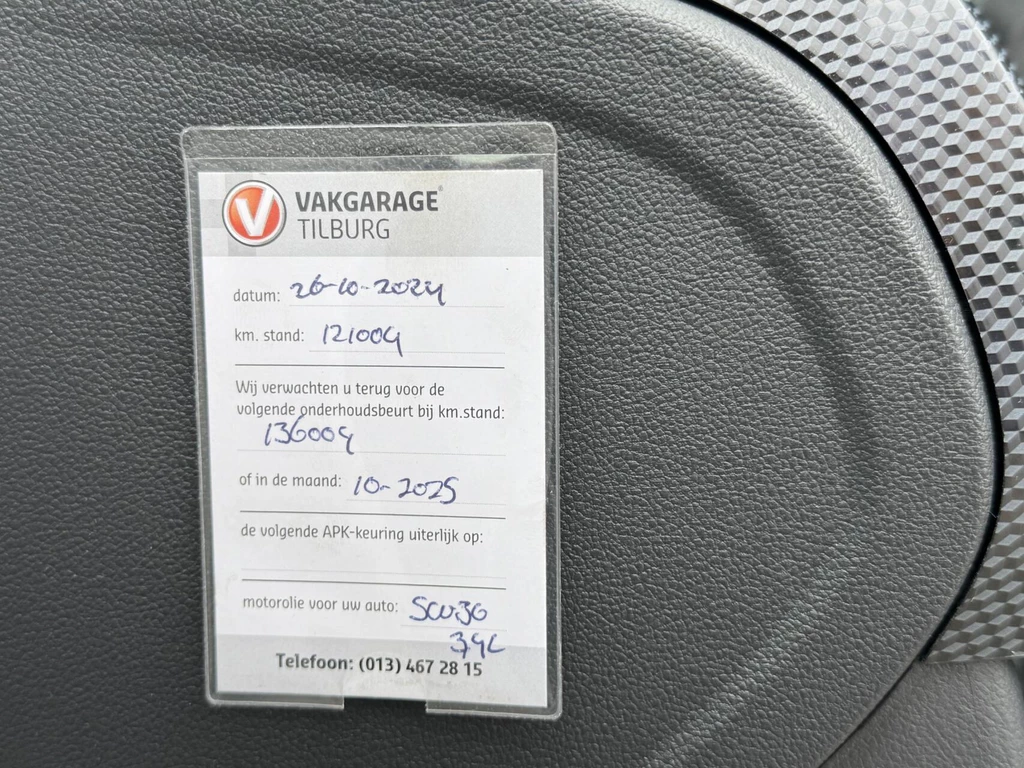 VAKGARAGE
TILBURG
datum: 26-10-2024
km. stand: 121004
Wij verwachten u terug voor de
volgende onderhoudsbeurt bij km.stand:
136004
of in de maand: 10-2025
de volgende APK-keuring uiterlijk op:
motorolie voor uw auto: 5w30
3,4L
Telefoon: (013) 467 28 15